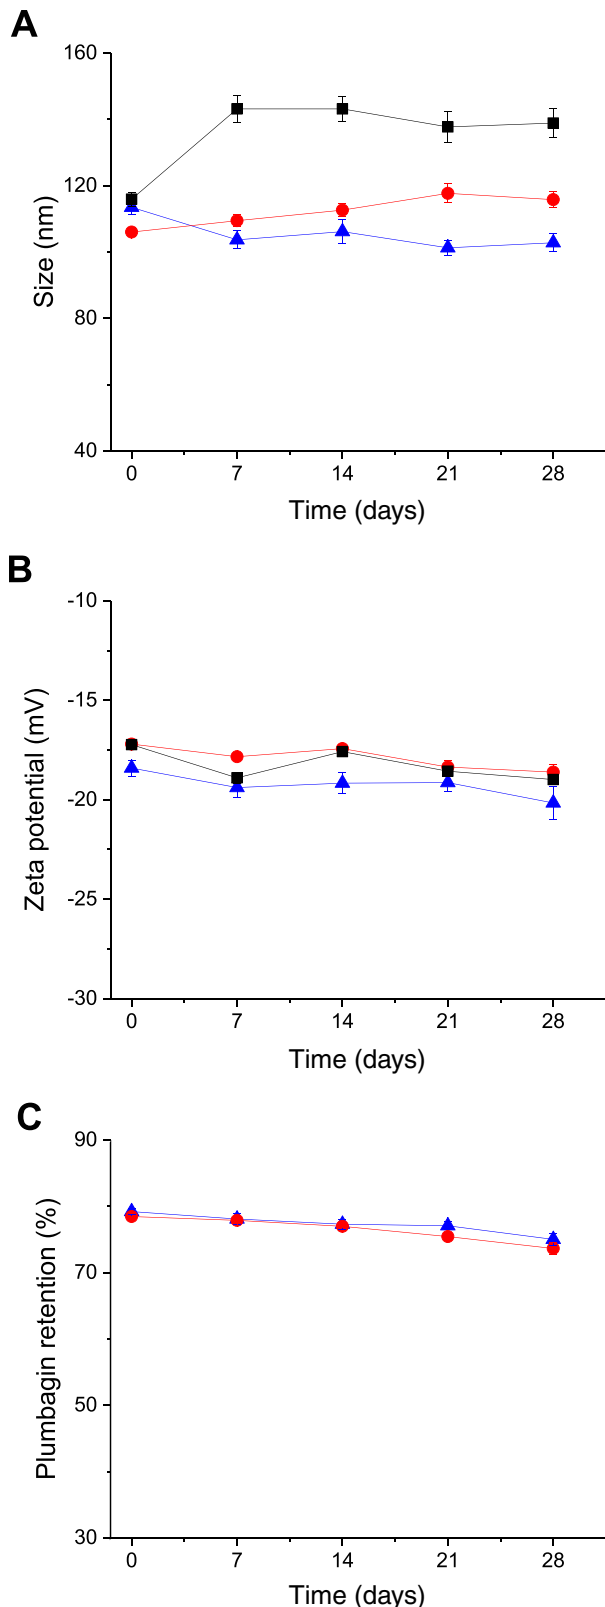 A
160
120
80
40
Size (nm)
0 7 14 21 28
Time (days)
B
-10
-15
-20
-25
-30
Zeta potential (mV)
0 7 14 21 28
Time (days)
C
90
70
50
30
Plumbagin retention (%)
0 7 14 21 28
Time (days)